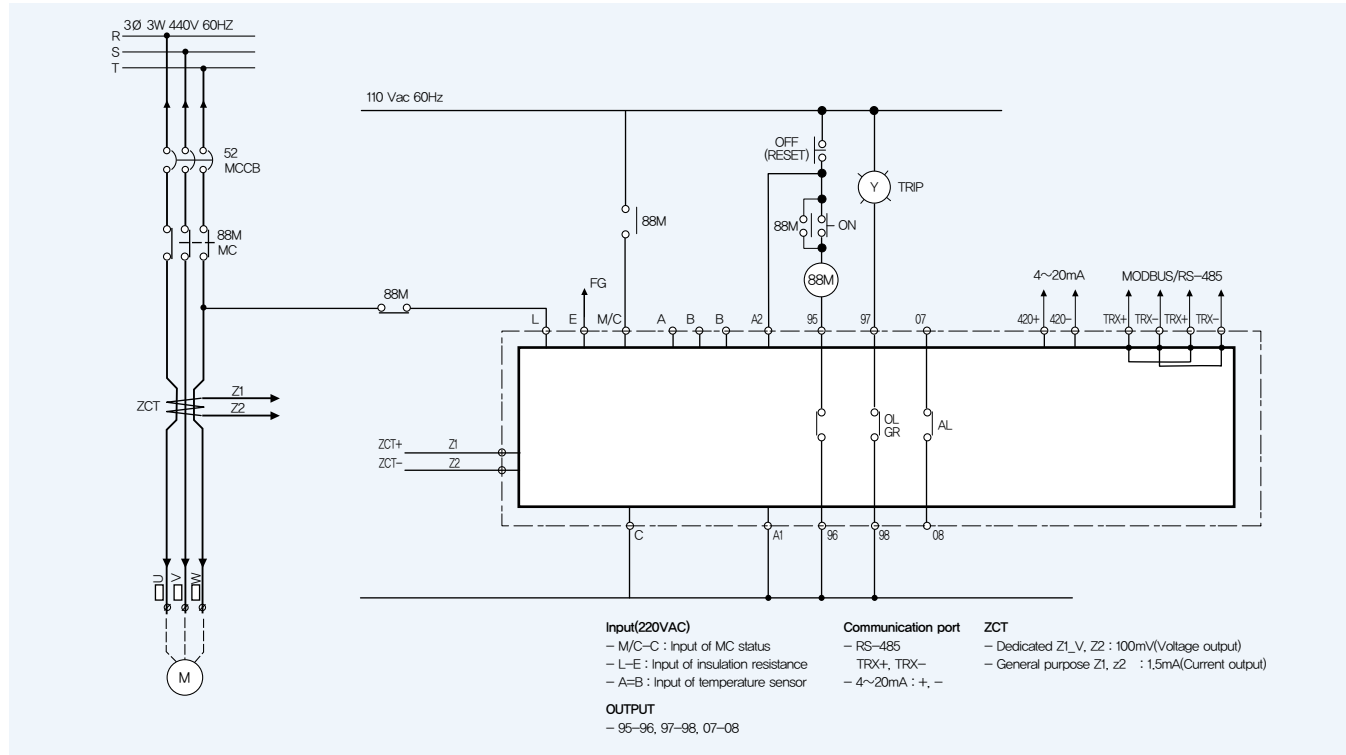 3Ø 3W 440V 60HZ
R
S
T
110 Vac 60Hz
52
MCCB
OFF
(RESET)
Y
TRIP
88M
MC
88M
88M
ON
88M
88M
FG
4~20mA
MODBUS/RS-485
L
E
M/C
A
B
B
A2
95
97
07
420+
420-
TRX+
TRX-
TRX+
TRX-
ZCT
Z1
Z2
OL
GR
AL
ZCT+
Z1
ZCT-
Z2
C
A1
96
98
08
U
V
W
M
Input(220VAC)
- M/C-C : Input of MC status
- L-E : Input of insulation resistance
- A=B : Input of temperature sensor
OUTPUT
- 95-96, 97-98, 07-08
Communication port
- RS-485
TRX+, TRX-
- 4~20mA : +, -
ZCT
- Dedicated Z1_V, Z2 : 100mV(Voltage output)
- General purpose Z1, z2 : 1,5mA(Current output)